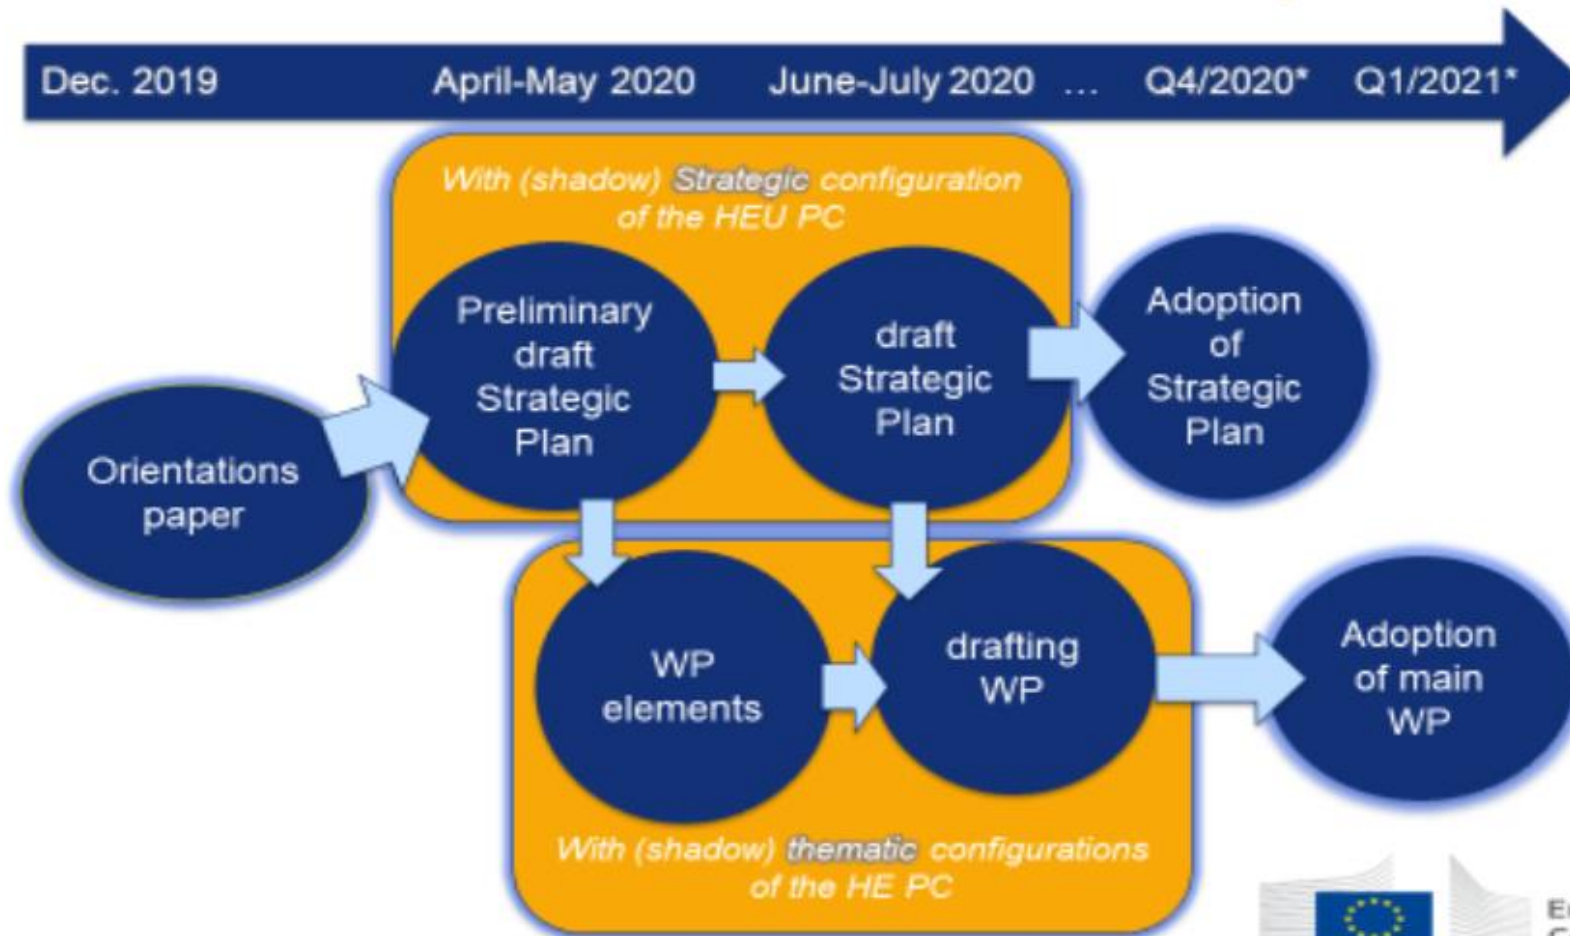 Dec. 2019 April-May 2020 June-July 2020 ... Q4/2020* Q1/2021*
With (shadow) Strategic configuration
of the HEU PC
Orientations
paper
Preliminary
draft
Strategic
Plan
draft
Strategic
Plan
Adoption
of
Strategic
Plan
WP
elements
drafting
WP
Adoption
of main
WP
With (shadow) thematic configurations
of the HE PC